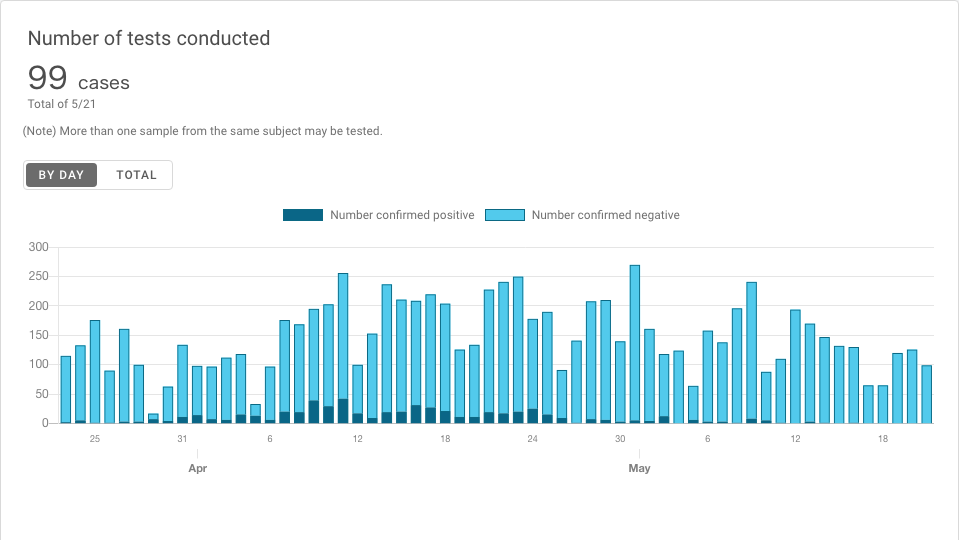 Number of tests conducted
99 cases
Total of 5/21
(Note) More than one sample from the same subject may be tested.
BY DAY TOTAL
Number confirmed positive Number confirmed negative
300
250
200
150
100
50
0
25 31 6 12 18 24 30 6 12 18
Apr May